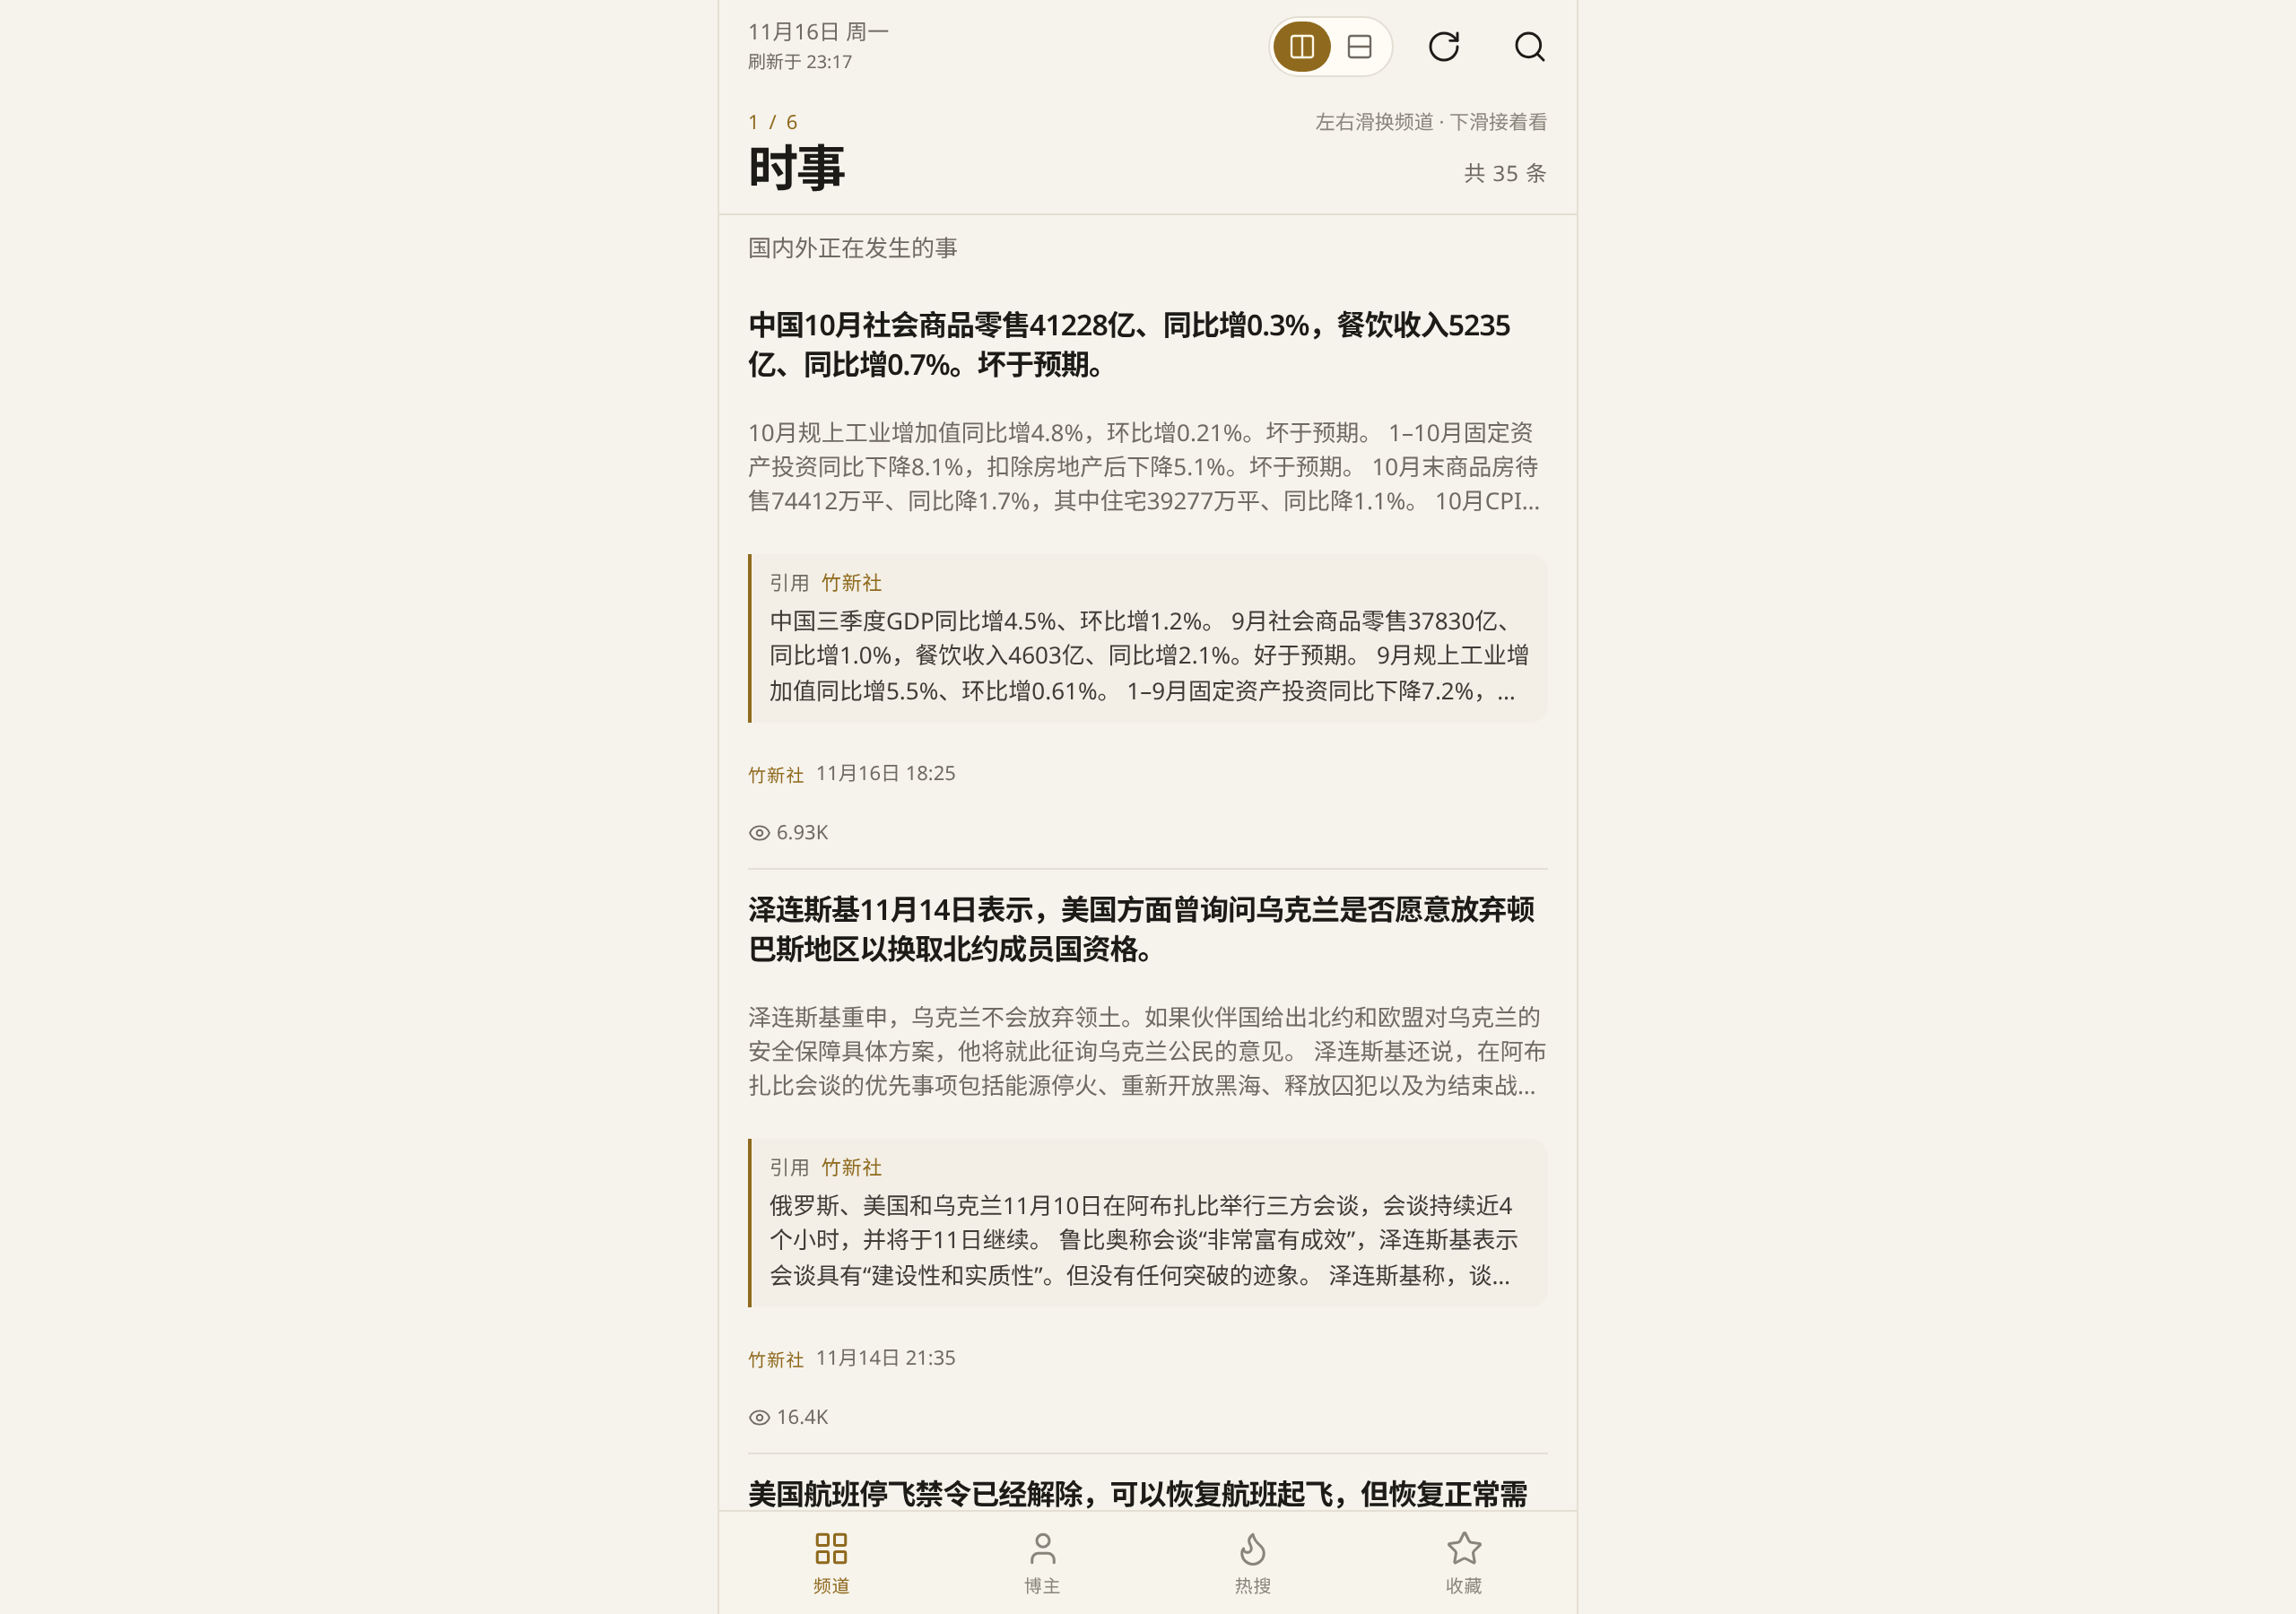 11月16日 周一
刷新于 23:17
1 / 6
左右滑换频道 · 下滑接着看
时事
共 35 条
国内外正在发生的事
中国10月社会商品零售41228亿、同比增0.3%，餐饮收入5235
亿、同比增0.7%。坏于预期。
10月规上工业增加值同比增4.8%，环比增0.21%。坏于预期。 1–10月固定资
产投资同比下降8.1%，扣除房地产后下降5.1%。坏于预期。 10月末商品房待
售74412万平、同比降1.7%，其中住宅39277万平、同比降1.1%。 10月CPI...
引用 竹新社
中国三季度GDP同比增4.5%、环比增1.2%。 9月社会商品零售37830亿、
同比增1.0%，餐饮收入4603亿、同比增2.1%。好于预期。 9月规上工业增
加值同比增5.5%、环比增0.61%。 1–9月固定资产投资同比下降7.2%，...
竹新社 11月16日 18:25
6.93K
泽连斯基11月14日表示，美国方面曾询问乌克兰是否愿意放弃顿
巴斯地区以换取北约成员国资格。
泽连斯基重申，乌克兰不会放弃领土。如果伙伴国给出北约和欧盟对乌克兰的
安全保障具体方案，他将就此征询乌克兰公民的意见。 泽连斯基还说，在阿布
扎比会谈的优先事项包括能源停火、重新开放黑海、释放囚犯以及为结束战...
引用 竹新社
俄罗斯、美国和乌克兰11月10日在阿布扎比举行三方会谈，会谈持续近4
个小时，并将于11日继续。 鲁比奥称会谈“非常富有成效”，泽连斯基表示
会谈具有“建设性和实质性”。但没有任何突破的迹象。 泽连斯基称，谈...
竹新社 11月14日 21:35
16.4K
美国航班停飞禁令已经解除，可以恢复航班起飞，但恢复正常需
频道
博主
热搜
收藏